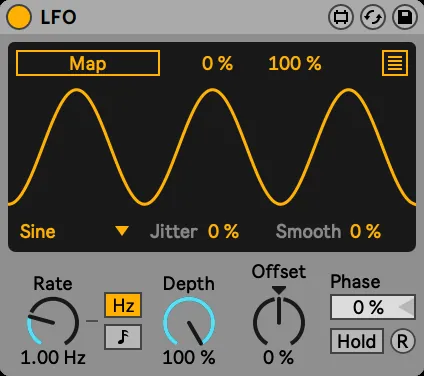 LFO
Map 0 % 100 %
Sine Jitter 0 % Smooth 0 %
Rate Depth Offset Phase
Hz 0 %
Hold R
1.00 Hz 100 % 0 %